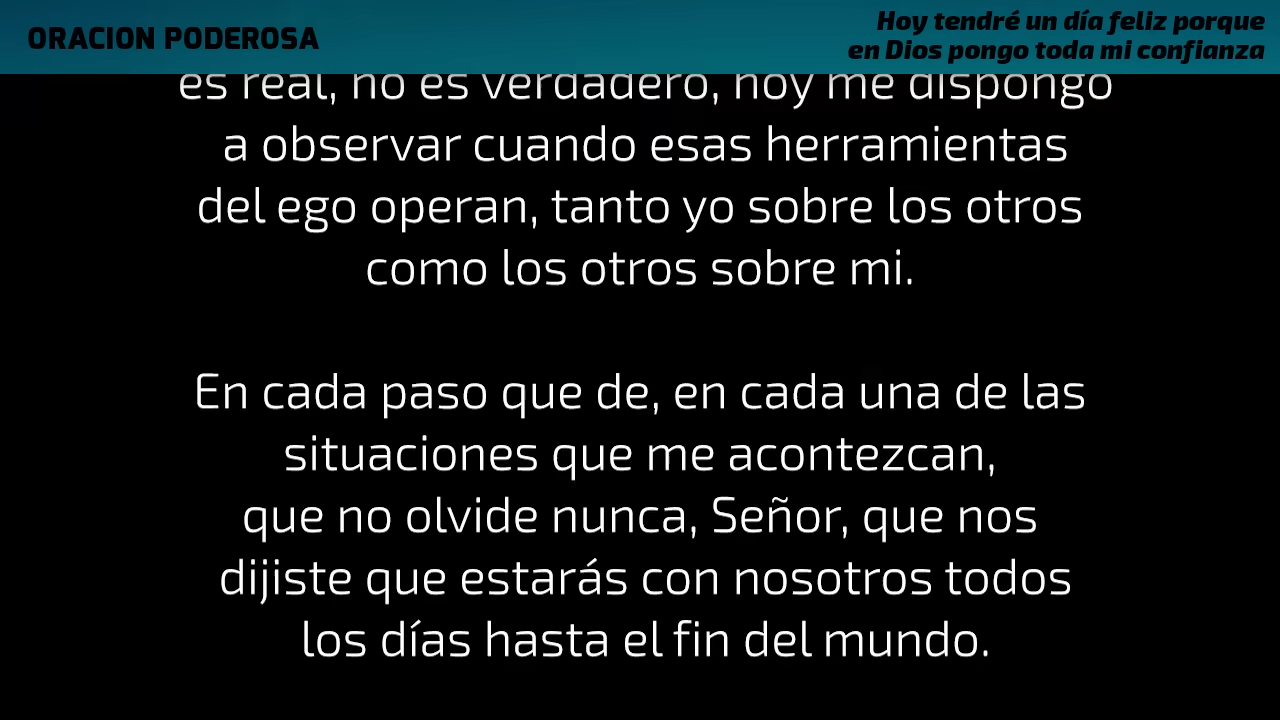 ORACION PODEROSA
Hoy tendré un día feliz porque
en Dios pongo toda mi confianza
es real, no es verdadero, hoy me dispongo
a observar cuando esas herramientas
del ego operan, tanto yo sobre los otros
como los otros sobre mi.
En cada paso que de, en cada una de las
situaciones que me acontezcan,
que no olvide nunca, Señor, que nos
dijiste que estarás con nosotros todos
los días hasta el fin del mundo.